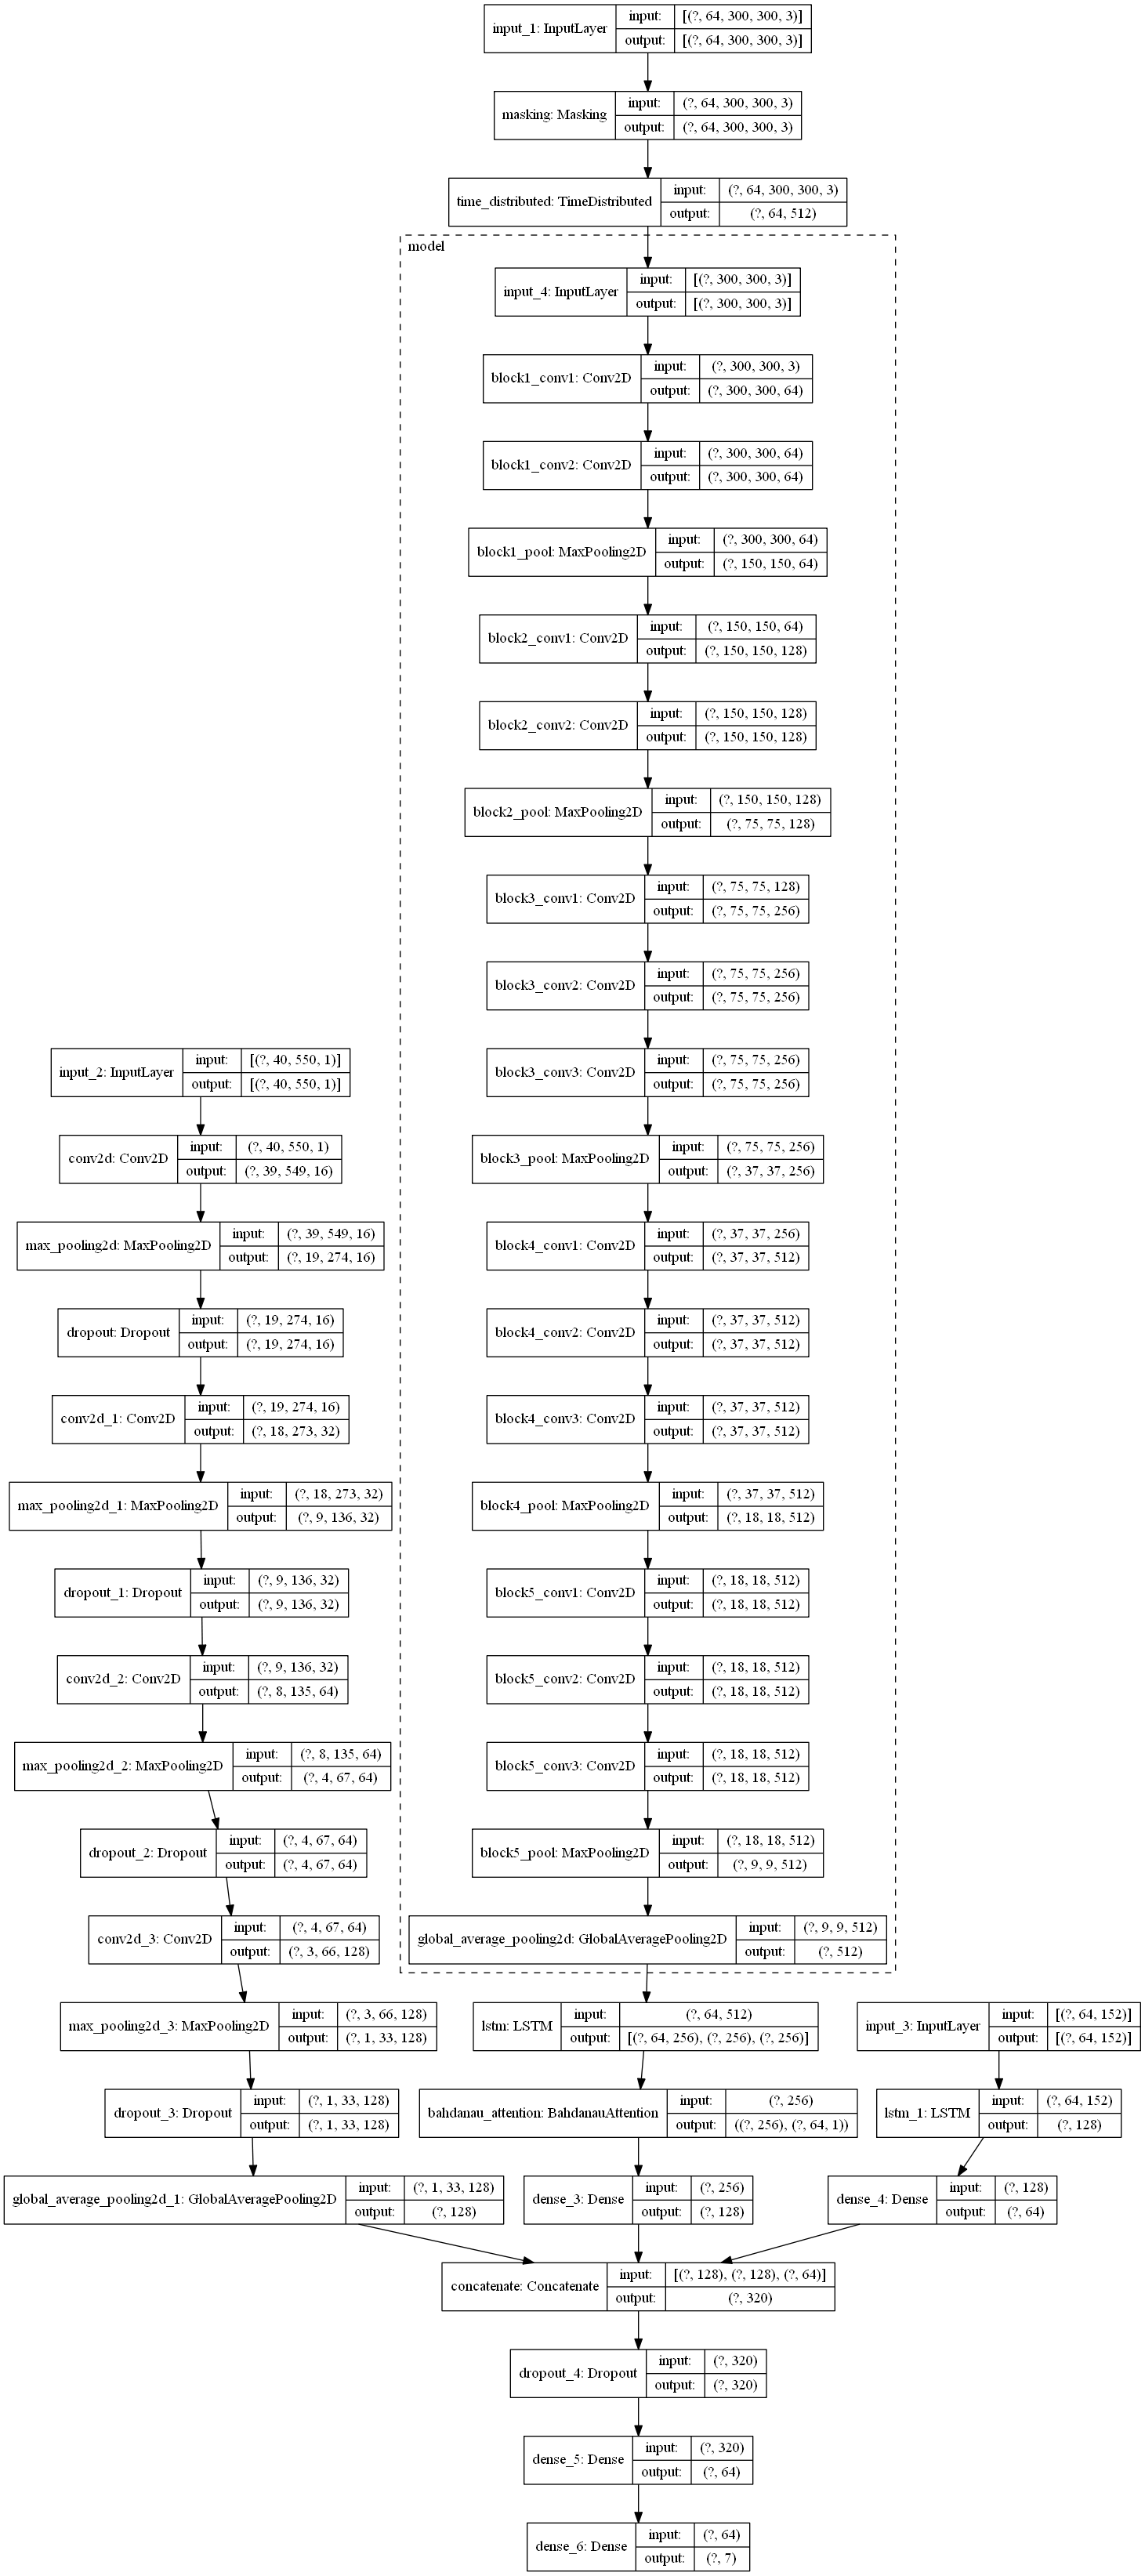 input_1: InputLayer
input: [(?, 64, 300, 300, 3)]
output: [(?, 64, 300, 300, 3)]
masking: Masking
input: (?, 64, 300, 300, 3)
output: (?, 64, 300, 300, 3)
time_distributed: TimeDistributed
input: (?, 64, 300, 300, 3)
output: (?, 64, 512)
model
input_4: InputLayer
input: [(?, 300, 300, 3)]
output: [(?, 300, 300, 3)]
block1_conv1: Conv2D
input: (?, 300, 300, 3)
output: (?, 300, 300, 64)
block1_conv2: Conv2D
input: (?, 300, 300, 64)
output: (?, 300, 300, 64)
block1_pool: MaxPooling2D
input: (?, 300, 300, 64)
output: (?, 150, 150, 64)
block2_conv1: Conv2D
input: (?, 150, 150, 64)
output: (?, 150, 150, 128)
block2_conv2: Conv2D
input: (?, 150, 150, 128)
output: (?, 150, 150, 128)
block2_pool: MaxPooling2D
input: (?, 150, 150, 128)
output: (?, 75, 75, 128)
block3_conv1: Conv2D
input: (?, 75, 75, 128)
output: (?, 75, 75, 256)
block3_conv2: Conv2D
input: (?, 75, 75, 256)
output: (?, 75, 75, 256)
block3_conv3: Conv2D
input: (?, 75, 75, 256)
output: (?, 75, 75, 256)
block3_pool: MaxPooling2D
input: (?, 75, 75, 256)
output: (?, 37, 37, 256)
block4_conv1: Conv2D
input: (?, 37, 37, 256)
output: (?, 37, 37, 512)
block4_conv2: Conv2D
input: (?, 37, 37, 512)
output: (?, 37, 37, 512)
block4_conv3: Conv2D
input: (?, 37, 37, 512)
output: (?, 37, 37, 512)
block4_pool: MaxPooling2D
input: (?, 37, 37, 512)
output: (?, 18, 18, 512)
block5_conv1: Conv2D
input: (?, 18, 18, 512)
output: (?, 18, 18, 512)
block5_conv2: Conv2D
input: (?, 18, 18, 512)
output: (?, 18, 18, 512)
block5_conv3: Conv2D
input: (?, 18, 18, 512)
output: (?, 18, 18, 512)
block5_pool: MaxPooling2D
input: (?, 18, 18, 512)
output: (?, 9, 9, 512)
global_average_pooling2d: GlobalAveragePooling2D
input: (?, 9, 9, 512)
output: (?, 512)
input_2: InputLayer
input: [(?, 40, 550, 1)]
output: [(?, 40, 550, 1)]
conv2d: Conv2D
input: (?, 40, 550, 1)
output: (?, 39, 549, 16)
max_pooling2d: MaxPooling2D
input: (?, 39, 549, 16)
output: (?, 19, 274, 16)
dropout: Dropout
input: (?, 19, 274, 16)
output: (?, 19, 274, 16)
conv2d_1: Conv2D
input: (?, 19, 274, 16)
output: (?, 18, 273, 32)
max_pooling2d_1: MaxPooling2D
input: (?, 18, 273, 32)
output: (?, 9, 136, 32)
dropout_1: Dropout
input: (?, 9, 136, 32)
output: (?, 9, 136, 32)
conv2d_2: Conv2D
input: (?, 9, 136, 32)
output: (?, 8, 135, 64)
max_pooling2d_2: MaxPooling2D
input: (?, 8, 135, 64)
output: (?, 4, 67, 64)
dropout_2: Dropout
input: (?, 4, 67, 64)
output: (?, 4, 67, 64)
conv2d_3: Conv2D
input: (?, 4, 67, 64)
output: (?, 3, 66, 128)
max_pooling2d_3: MaxPooling2D
input: (?, 3, 66, 128)
output: (?, 1, 33, 128)
dropout_3: Dropout
input: (?, 1, 33, 128)
output: (?, 1, 33, 128)
global_average_pooling2d_1: GlobalAveragePooling2D
input: (?, 1, 33, 128)
output: (?, 128)
lstm: LSTM
input: (?, 64, 512)
output: [(?, 64, 256), (?, 256), (?, 256)]
bahdanau_attention: BahdanauAttention
input: (?, 256)
output: ((?, 256), (?, 64, 1))
dense_3: Dense
input: (?, 256)
output: (?, 128)
input_3: InputLayer
input: [(?, 64, 152)]
output: [(?, 64, 152)]
lstm_1: LSTM
input: (?, 64, 152)
output: (?, 128)
dense_4: Dense
input: (?, 128)
output: (?, 64)
concatenate: Concatenate
input: [(?, 128), (?, 128), (?, 64)]
output: (?, 320)
dropout_4: Dropout
input: (?, 320)
output: (?, 320)
dense_5: Dense
input: (?, 320)
output: (?, 64)
dense_6: Dense
input: (?, 64)
output: (?, 7)